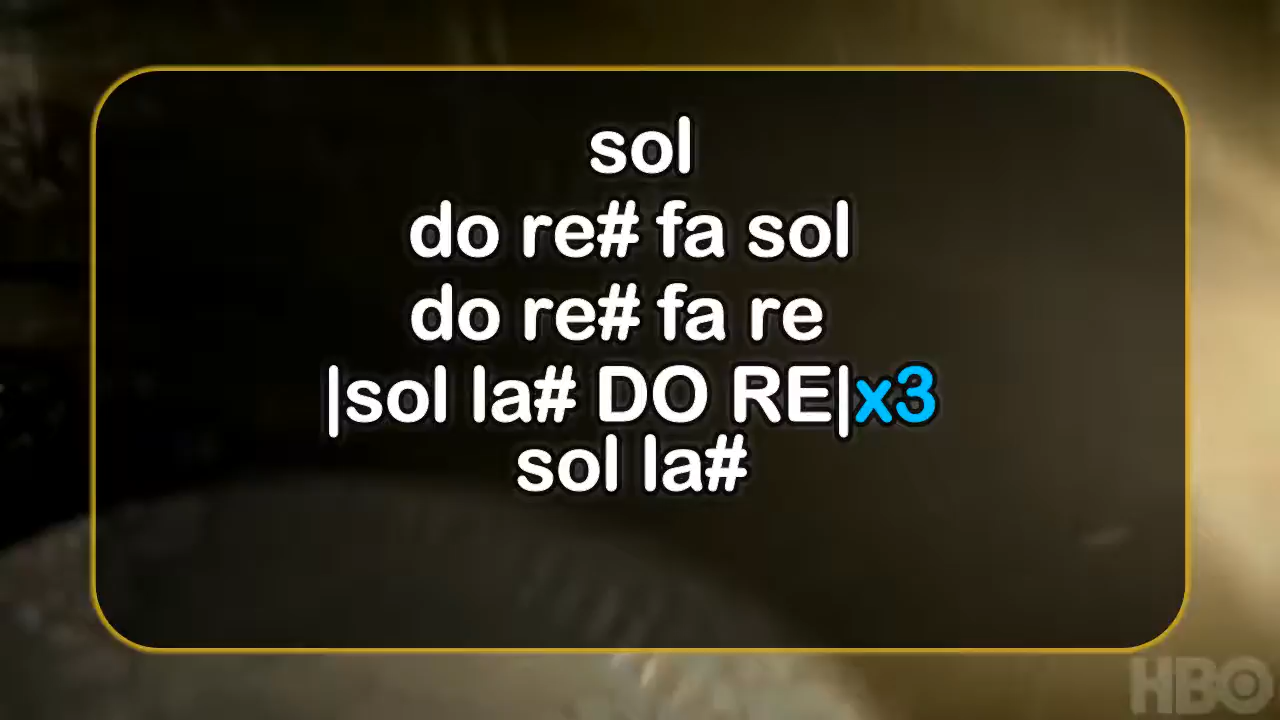 sol
do re# fa sol
do re# fa re
|sol la# DO RE|x3
sol la#
HBO